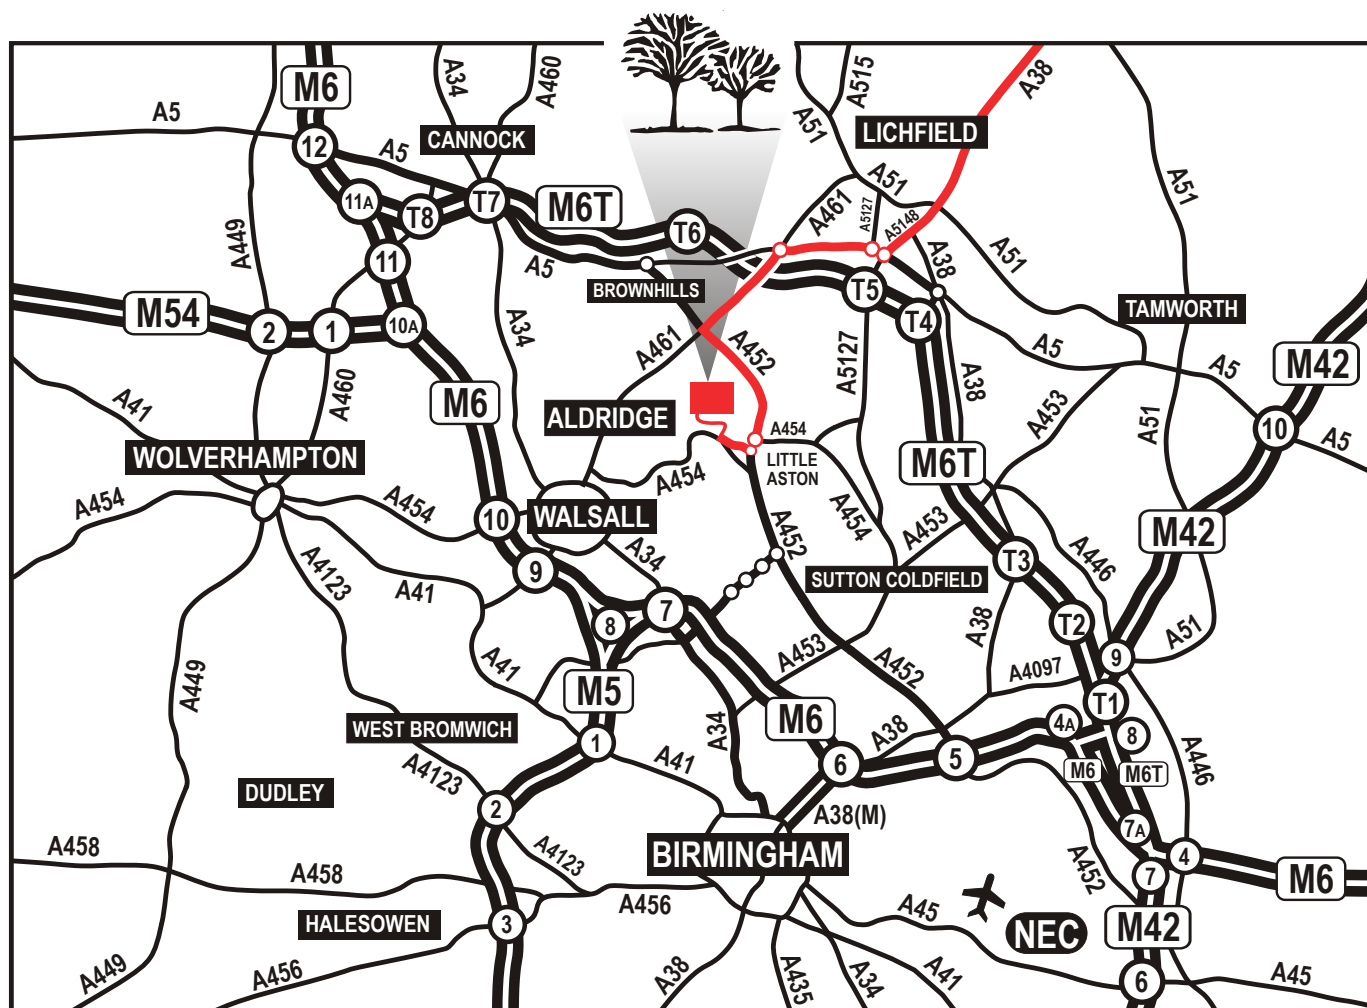 A34
A460
A38
M6
A5
CANNOCK
A515
A51
LICHFIELD
12
A5
11A
T8
T7
M6T
T6
A461
A5127
A51
A5148
A51
A449
11
A5
BROWNHILLS
A38
A51
M54
2
1
10A
T5
T4
TAMWORTH
A34
A461
A452
A5127
A5
A5
M42
A460
M6
A38
A453
A41
ALDRIDGE
A454
A51
10
A5
WOLVERHAMPTON
LITTLE
ASTON
M6T
A454
A454
A454
A454
10
WALSALL
A453
M42
A452
A4123
A41
9
A34
SUTTON COLDFIELD
T3
A446
7
8
T2
A38
A51
A449
A41
A453
A452
A4097
9
M5
T1
WEST BROMWICH
A34
M6
A38
4A
8
1
6
5
M6
M6T
A446
A4123
A41
DUDLEY
2
A38(M)
7A
A458
A4123
BIRMINGHAM
A452
4
A458
7
M6
A456
HALESOWEN
3
A45
NEC
M42
A449
A456
A38
A435
A34
A41
6
A45